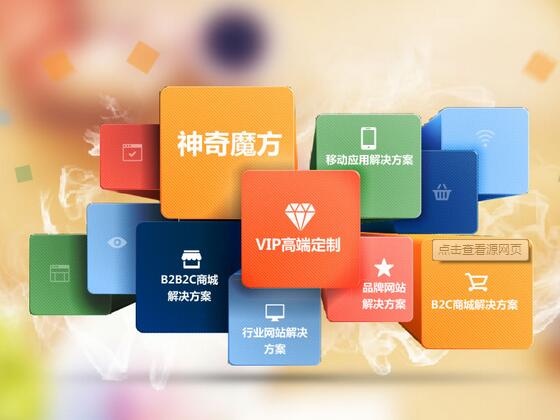 神奇魔方
移动应用解决方案
VIP高端定制
点击查看源网页
B2B2C商城
解决方案
品牌网站
解决方案
B2C商城解决方案
行业网站解决
方案